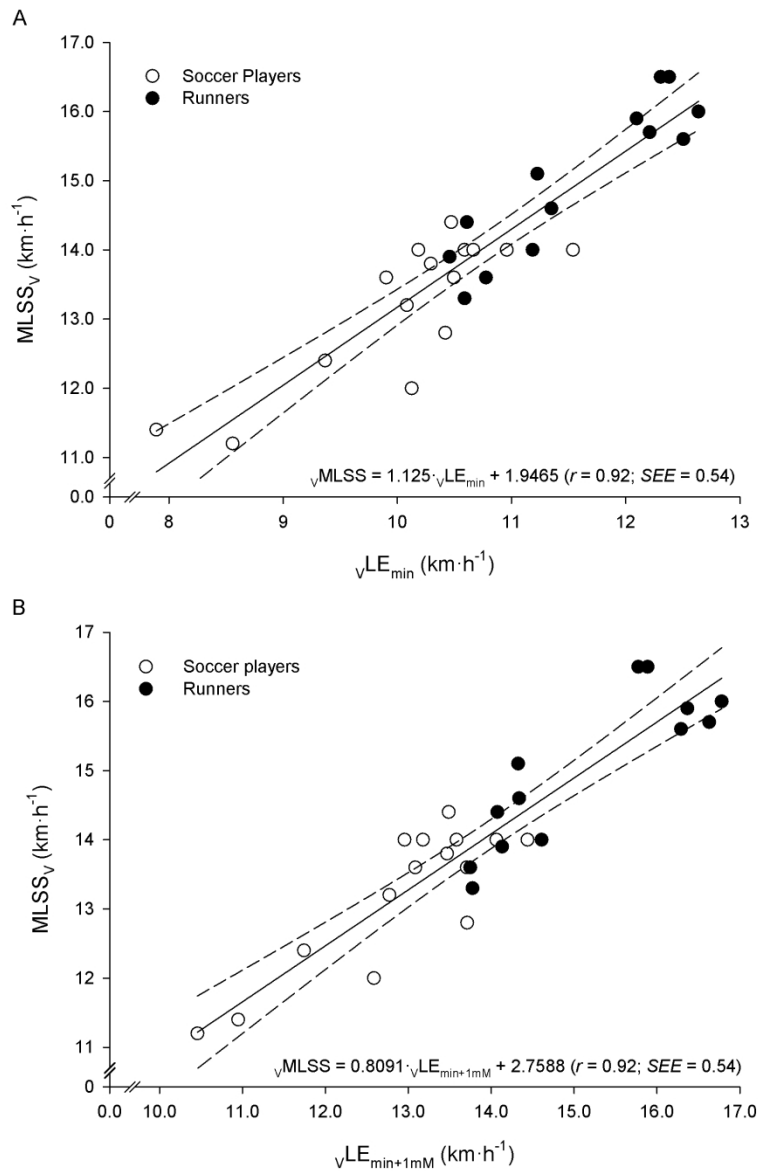 A
17.0
Soccer Players
Runners
16.0
15.0
14.0
13.0
12.0
11.0
0.0
MLSSV (km·h-1)
VMLSS = 1.125·VLEmin + 1.9465 (r = 0.92; SEE = 0.54)
0 8 9 10 11 12 13
VLEmin (km·h-1)
B
17
Soccer players
Runners
16
15
14
13
12
11
0
MLSSV (km·h-1)
VMLSS = 0.8091·VLEmin+1mM + 2.7588 (r = 0.92; SEE = 0.54)
0.0 10.0 11.0 12.0 13.0 14.0 15.0 16.0 17.0
VLEmin+1mM (km·h-1)